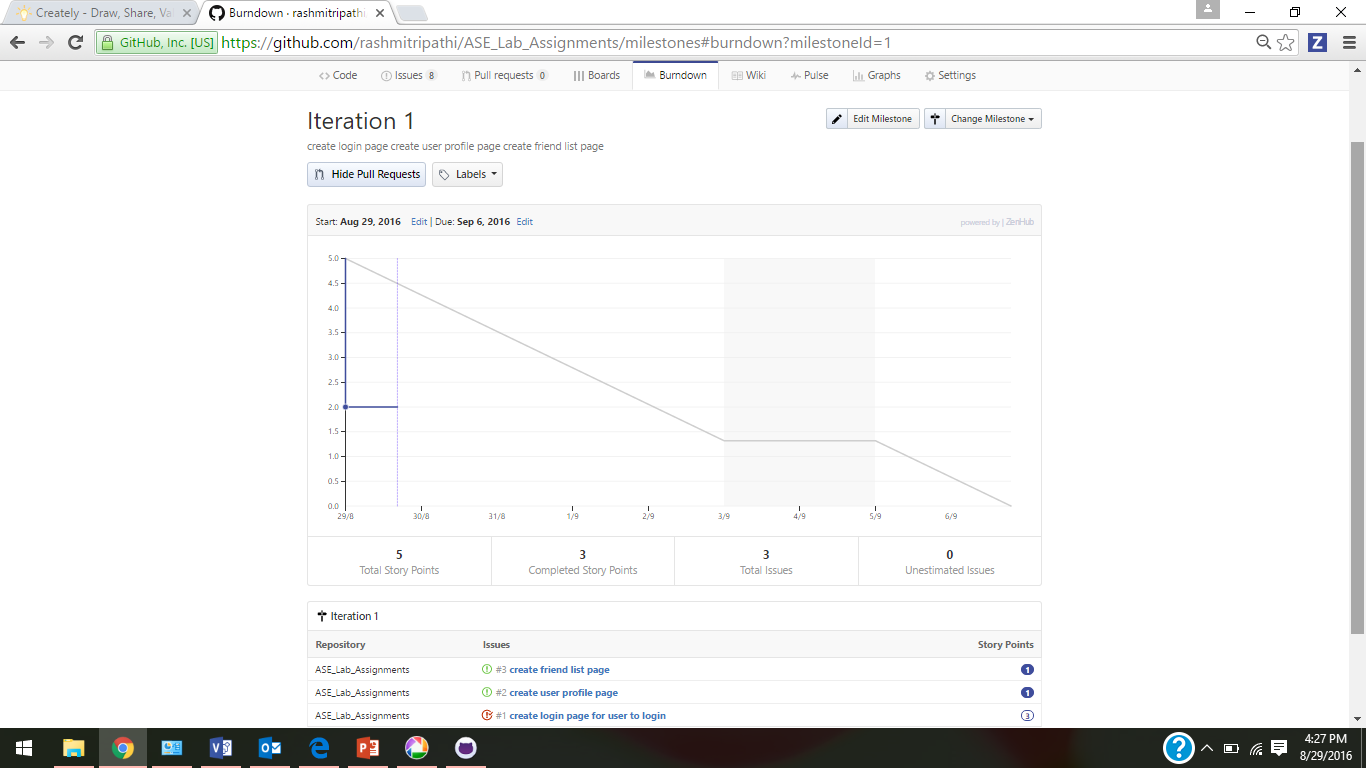 Creately - Draw, Share, Va
Burndown · rashmitripathi
GitHub, Inc. [US] https://github.com/rashmitripathi/ASE_Lab_Assignments/milestones#burndown?milestoneId=1
Z
Code Issues 8 Pull requests 0 Boards Burndown Wiki Pulse Graphs Settings
Iteration 1
Edit Milestone Change Milestone
create login page create user profile page create friend list page
Hide Pull Requests Labels
Start: Aug 29, 2016 Edit | Due: Sep 6, 2016 Edit powered by | ZenHub
5.0
4.5
4.0
3.5
3.0
2.5
2.0
1.5
1.0
0.5
0.0
29/8 30/8 31/8 1/9 2/9 3/9 4/9 5/9 6/9
5 3 3 0
Total Story Points Completed Story Points Total Issues Unestimated Issues
Iteration 1
Repository Issues Story Points
ASE_Lab_Assignments #3 create friend list page 1
ASE_Lab_Assignments #2 create user profile page 1
ASE_Lab_Assignments #1 create login page for user to login 3
4:27 PM
8/29/2016